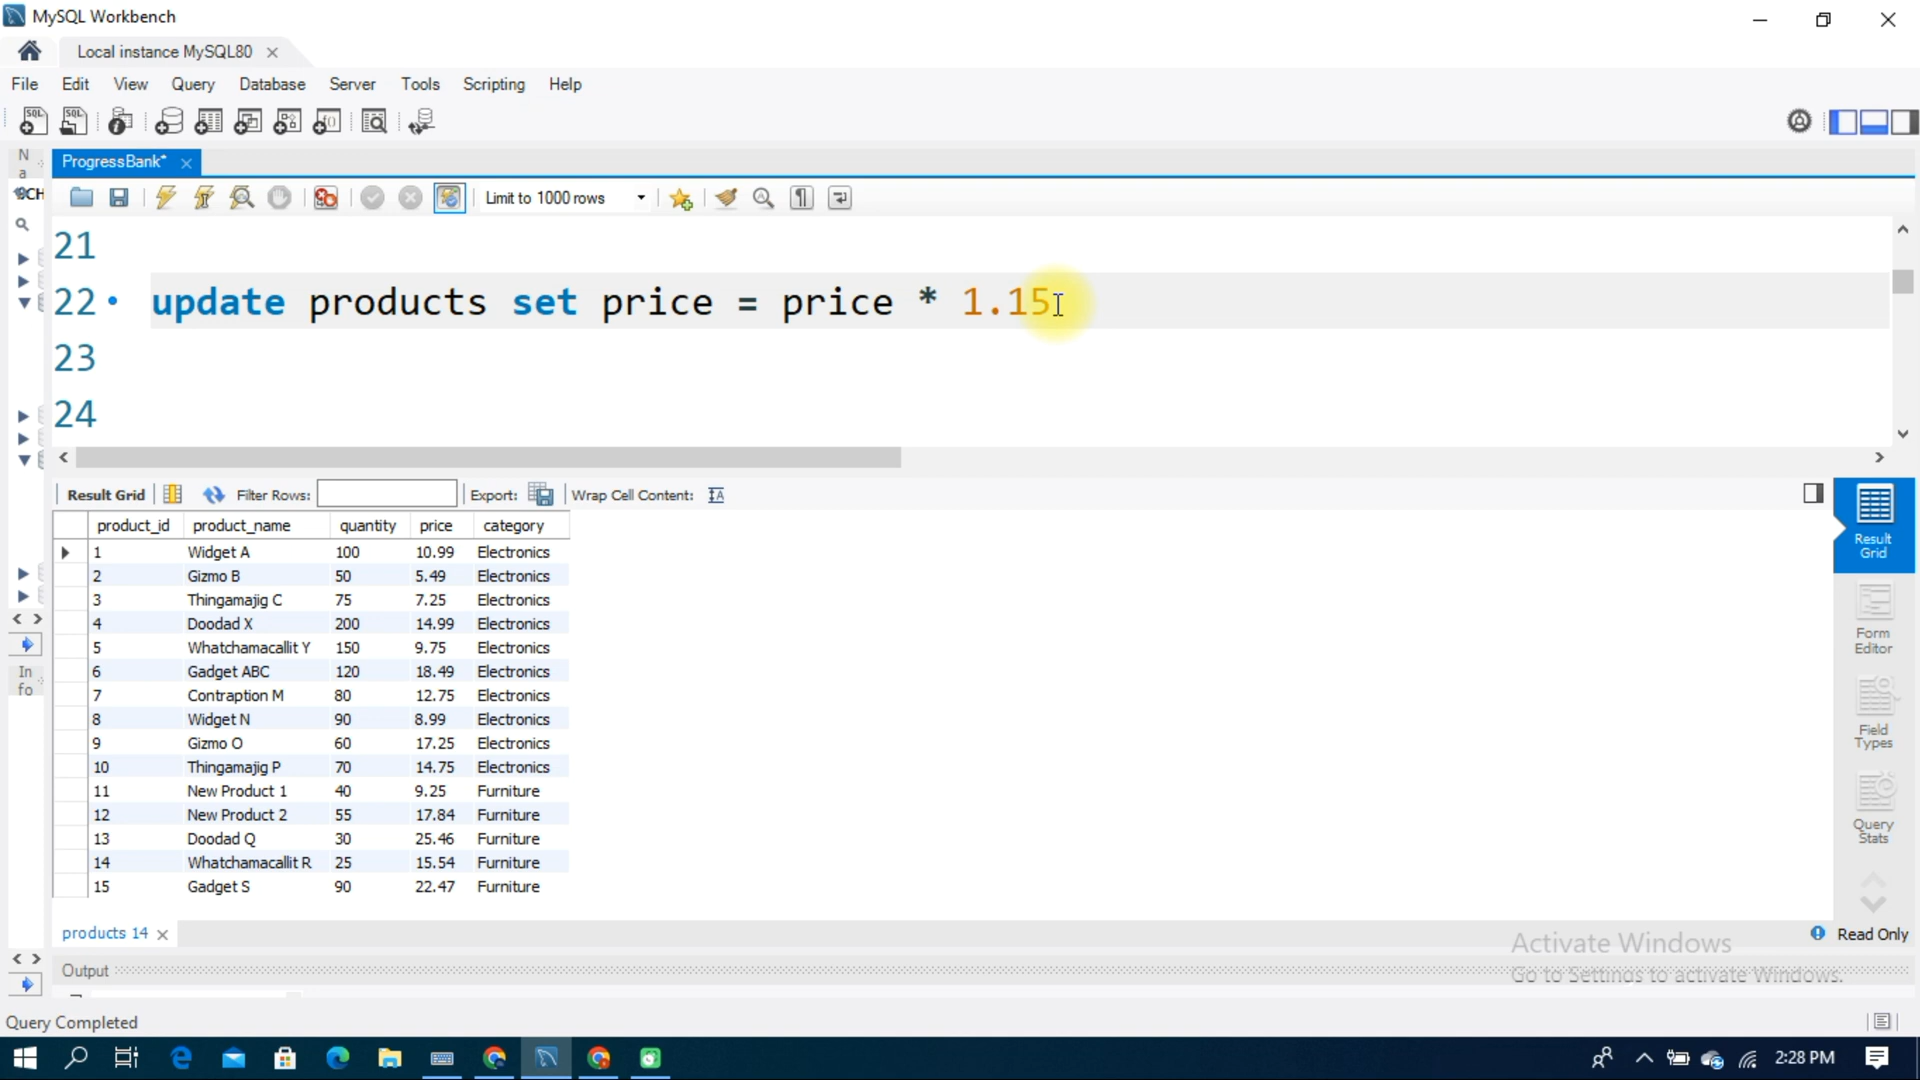 MySQL Workbench
Local instance MySQL80
File Edit View Query Database Server Tools Scripting Help
N
a
ProgressBank*
SCH
Limit to 1000 rows
21
22 update products set price = price * 1.15
23
24
Result Grid Filter Rows: Export: Wrap Cell Content:
product_id product_name quantity price category
1 Widget A 100 10.99 Electronics
2 Gizmo B 50 5.49 Electronics
3 Thingamajig C 75 7.25 Electronics
4 Doodad X 200 14.99 Electronics
5 Whatchamacallit Y 150 9.75 Electronics
6 Gadget ABC 120 18.49 Electronics
7 Contraption M 80 12.75 Electronics
8 Widget N 90 8.99 Electronics
9 Gizmo O 60 17.25 Electronics
10 Thingamajig P 70 14.75 Electronics
11 New Product 1 40 9.25 Furniture
12 New Product 2 55 17.84 Furniture
13 Doodad Q 30 25.46 Furniture
14 Whatchamacallit R 25 15.54 Furniture
15 Gadget S 90 22.47 Furniture
Result
Grid
Form
Editor
Field
Types
Query
Stats
In
fo
products 14
Read Only
Activate Windows
Go to Settings to activate Windows.
Output
Query Completed
2:28 PM